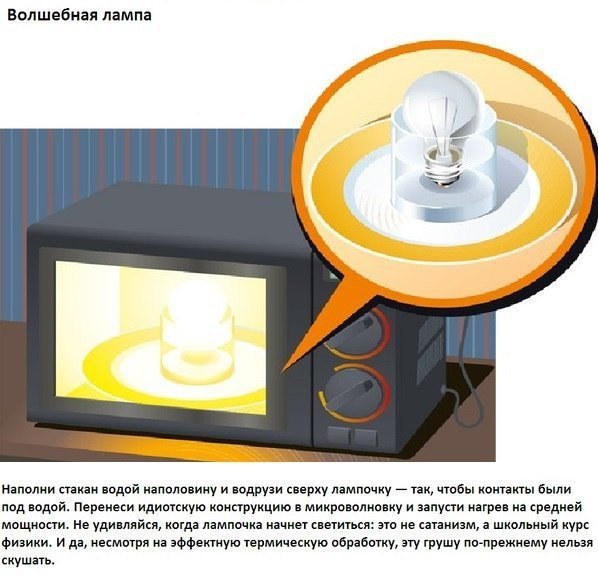 Волшебная лампа
Наполни стакан водой наполовину и водрузи сверху лампочку — так, чтобы контакты были
под водой. Перенеси идиотскую конструкцию в микроволновку и запусти нагрев на средней
мощности. Не удивляйся, когда лампочка начнет светиться: это не сатанизм, а школьный курс
физики. И да, несмотря на эффектную термическую обработку, эту грушу по-прежнему нельзя
скушать.